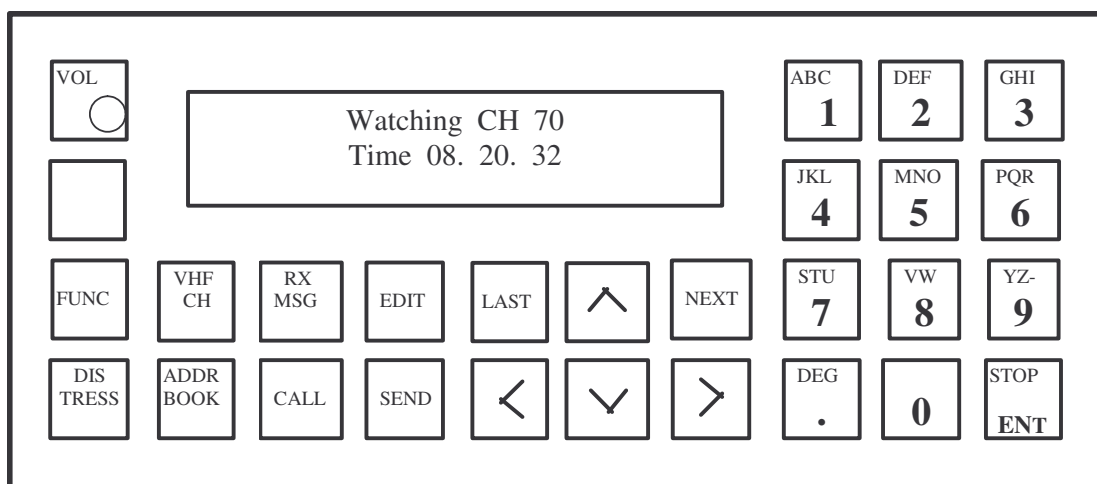 VOL
Watching CH 70
Time 08. 20. 32
ABC
1
DEF
2
GHI
3
JKL
4
MNO
5
PQR
6
FUNC
VHF
CH
RX
MSG
EDIT
LAST
NEXT
STU
7
VW
8
YZ-
9
DIS
TRESS
ADDR
BOOK
CALL
SEND
DEG
.
0
STOP
ENT